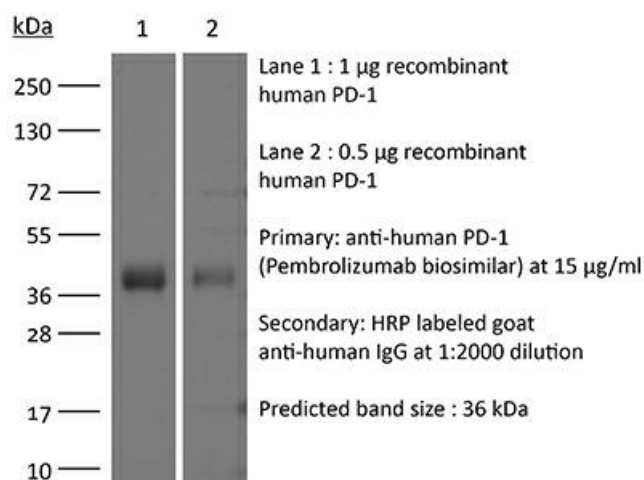 kDa
1 2
250
130
72
55
36
28
17
10
Lane 1 : 1 µg recombinant
human PD-1
Lane 2 : 0.5 µg recombinant
human PD-1
Primary: anti-human PD-1
(Pembrolizumab biosimilar) at 15 µg/ml
Secondary: HRP labeled goat
anti-human IgG at 1:2000 dilution
Predicted band size : 36 kDa